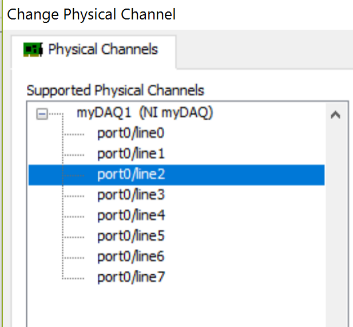 Change Physical Channel
Physical Channels
Supported Physical Channels
myDAQ1 (NI myDAQ)
port0/line0
port0/line1
port0/line2
port0/line3
port0/line4
port0/line5
port0/line6
port0/line7